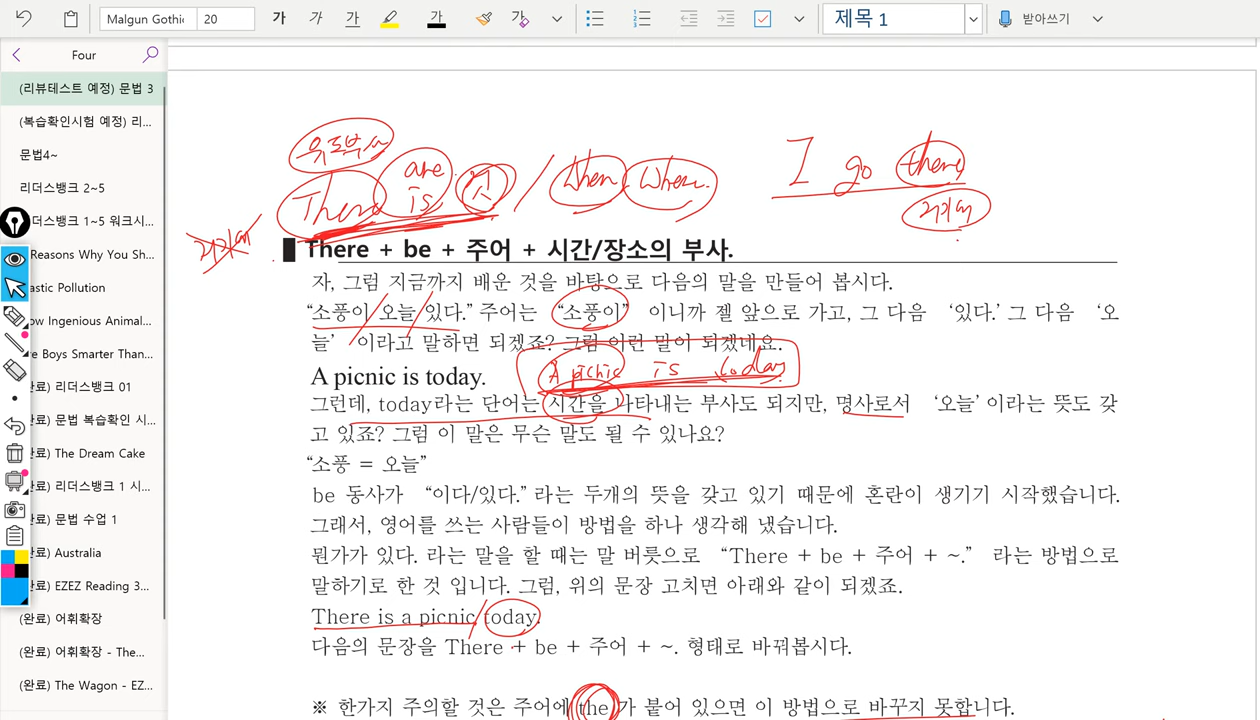 Malgun Gothic 20 가 가 가 가 제목 1 받아쓰기
Four
(리뷰테스트 예정) 문법 3
(복습확인시험 예정) 리...
문법4~
리더스뱅크 2~5
더스뱅크 1~5 워크시
Reasons Why You Sh...
astic Pollution
ow Ingenious Animal...
re Boys Smarter Than...
료) 리더스뱅크 01
료) 문법 복습확인 시...
료) The Dream Cake
료) 리더스뱅크 1 시...
료) 문법 수업 1
료) Australia
료) EZEZ Reading 3...
(완료) 어휘확장
(완료) 어휘확장 - The...
(완료) The Wagon - EZ...
유도부사
are
There is 주 / When Where
I go there
거기에
거기에
There + be + 주어 + 시간/장소의 부사.
자, 그럼 지금까지 배운 것을 바탕으로 다음의 말을 만들어 봅시다.
“소풍이 오늘 있다.” 주어는 “소풍이” 이니까 젤 앞으로 가고, 그 다음 ‘있다.’ 그 다음 ‘오
늘’ 이라고 말하면 되겠죠? 그럼 이런 말이 되겠네요.
A picnic is today.
A picnic is today
그런데, today라는 단어는 시간을 나타내는 부사도 되지만, 명사로서 ‘오늘’ 이라는 뜻도 갖
고 있죠? 그럼 이 말은 무슨 말도 될 수 있나요?
“소풍 = 오늘”
be 동사가 “이다/있다.” 라는 두개의 뜻을 갖고 있기 때문에 혼란이 생기기 시작했습니다.
그래서, 영어를 쓰는 사람들이 방법을 하나 생각해 냈습니다.
뭔가가 있다. 라는 말을 할 때는 말 버릇으로 “There + be + 주어 + ~.” 라는 방법으로
말하기로 한 것 입니다. 그럼, 위의 문장 고치면 아래와 같이 되겠죠.
There is a picnic today.
다음의 문장을 There + be + 주어 + ~. 형태로 바꿔봅시다.
※ 한가지 주의할 것은 주어에 the 가 붙어 있으면 이 방법으로 바꾸지 못합니다.